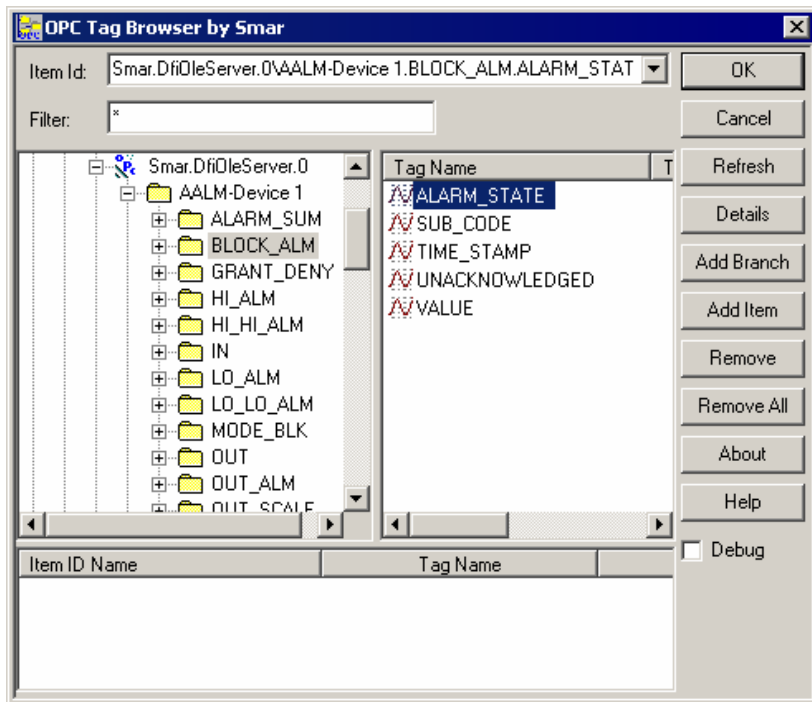 OPC Tag Browser by Smar
Item Id: Smar.DfiOleServer.0\AALM-Device 1.BLOCK_ALM.ALARM_STAT
OK
Filter: *
Cancel
Smar.DfiOleServer.0
AALM-Device 1
ALARM_SUM
BLOCK_ALM
GRANT_DENY
HI_ALM
HI_HI_ALM
IN
LO_ALM
LO_LO_ALM
MODE_BLK
OUT
OUT_ALM
OUT_SCALE
Tag Name T
ALARM_STATE
SUB_CODE
TIME_STAMP
UNACKNOWLEDGED
VALUE
Refresh
Details
Add Branch
Add Item
Remove
Remove All
About
Help
Debug
Item ID Name Tag Name